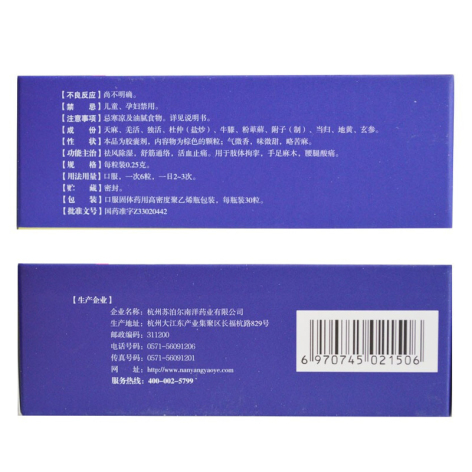 【不良反应】尚不明确。
【禁　　忌】儿童、孕妇禁用。
【注意事项】忌寒凉及油腻食物。详见说明书。
【成　　份】天麻、羌活、独活、杜仲（盐炒）、牛膝、粉萆薢、附子（制）、当归、地黄、玄参。
【性　　状】本品为胶囊剂，内容物为棕色的颗粒；气微香，味微甜，略苦麻。
【功能主治】祛风除湿，舒筋通络，活血止痛。用于肢体拘挛，手足麻木，腰腿酸痛。
【规　　格】每粒装0.25克。
【用法用量】口服，一次6粒，一日2~3次。
【贮　　藏】密封。
【包　　装】口服固体药用高密度聚乙烯瓶包装，每瓶装30粒。
【批准文号】国药准字Z33020442
【生产企业】
企业名称：杭州苏泊尔南洋药业有限公司
生产地址：杭州大江东产业集聚区长福杭路829号
邮政编码：311200
电话号码：0571-56091206
传真号码：0571-56091201
网　　址：http://www.nanyangyaoye.com
服务热线：400-002-5799
6 970745 021506